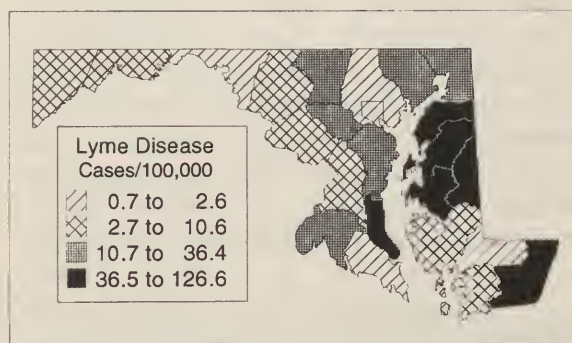 Lyme Disease
Cases/100,000
0.7 to 2.6
2.7 to 10.6
10.7 to 36.4
36.5 to 126.6